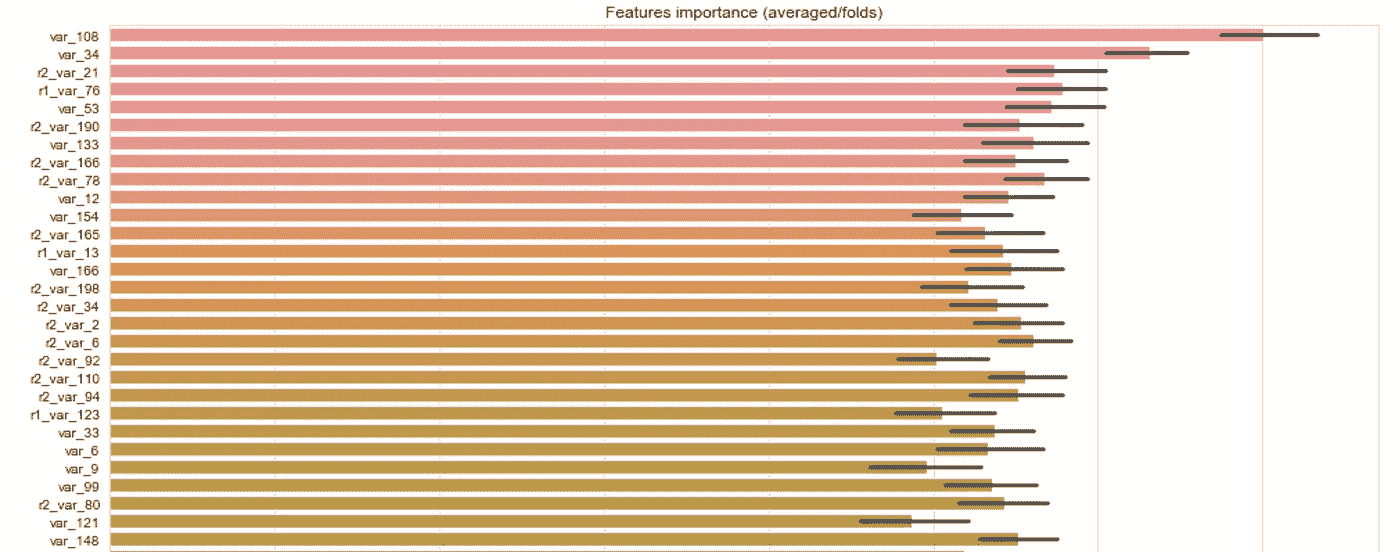 Features importance (averaged/folds)
var_108
var_34
r2_var_21
r1_var_76
var_53
r2_var_190
var_133
r2_var_166
r2_var_78
var_12
var_154
r2_var_165
r1_var_13
var_166
r2_var_198
r2_var_34
r2_var_2
r2_var_6
r2_var_92
r2_var_110
r2_var_94
r1_var_123
var_33
var_6
var_9
var_99
r2_var_80
var_121
var_148